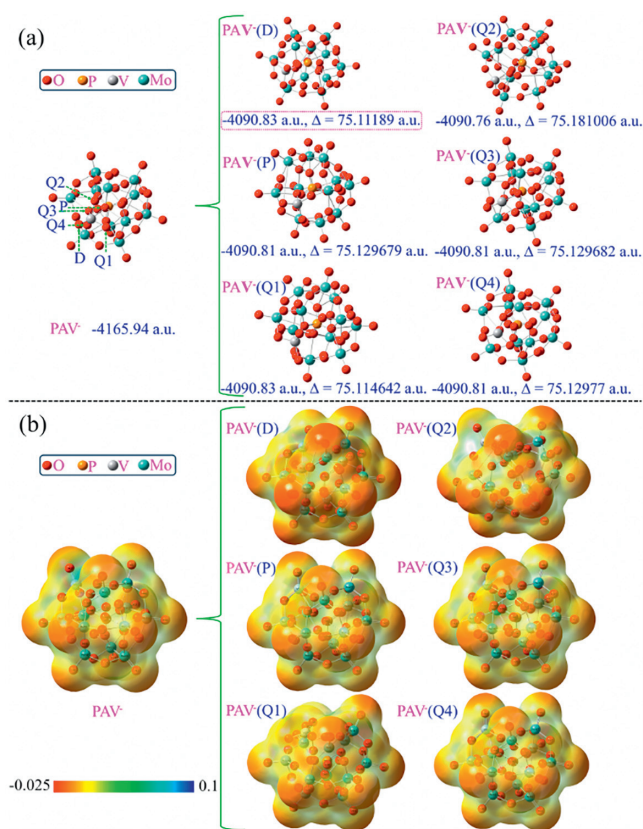 (a)
O P V Mo
Q2
P
Q3
Q4
D Q1
PAV- -4165.94 a.u.
PAV-(D)
-4090.83 a.u., Δ = 75.11189 a.u.
PAV-(Q2)
-4090.76 a.u., Δ = 75.181006 a.u.
PAV-(P)
-4090.81 a.u., Δ = 75.129679 a.u.
PAV-(Q3)
-4090.81 a.u., Δ = 75.129682 a.u.
PAV-(Q1)
-4090.83 a.u., Δ = 75.114642 a.u.
PAV-(Q4)
-4090.81 a.u., Δ = 75.12977 a.u.
(b)
O P V Mo
PAV-
-0.025 0.1
PAV-(D)
PAV-(Q2)
PAV-(P)
PAV-(Q3)
PAV-(Q1)
PAV-(Q4)